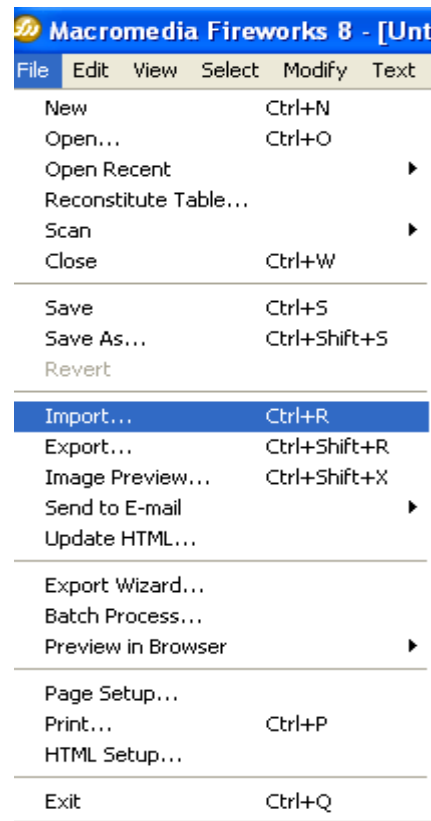 Macromedia Fireworks 8 - [Unt
File Edit View Select Modify Text
New Ctrl+N
Open... Ctrl+O
Open Recent
Reconstitute Table...
Scan
Close Ctrl+W
Save Ctrl+S
Save As... Ctrl+Shift+S
Revert
Import... Ctrl+R
Export... Ctrl+Shift+R
Image Preview... Ctrl+Shift+X
Send to E-mail
Update HTML...
Export Wizard...
Batch Process...
Preview in Browser
Page Setup...
Print... Ctrl+P
HTML Setup...
Exit Ctrl+Q